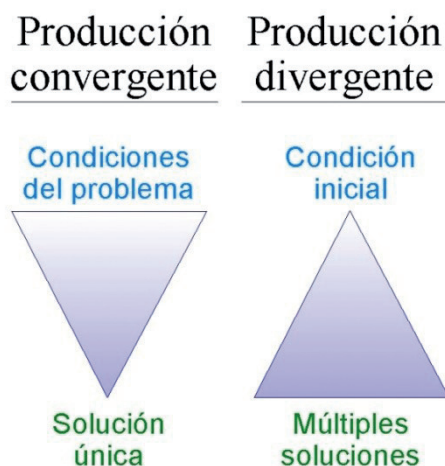 Producción
convergente
Condiciones
del problema
Solución
única
Producción
divergente
Condición
inicial
Múltiples
soluciones